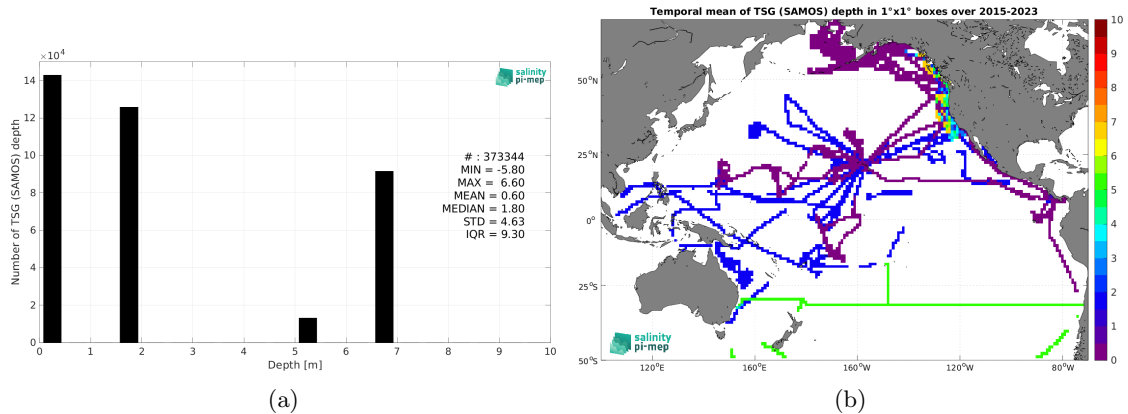 ×10⁴
14
12
10
8
6
4
2
0
Number of TSG (SAMOS) depth
salinity
pi-mep
# : 373344
MIN = -5.80
MAX = 6.60
MEAN = 0.60
MEDIAN = 1.80
STD = 4.63
IQR = 9.30
0 1 2 3 4 5 6 7 8 9 10
Depth [m]
(a)
Temporal mean of TSG (SAMOS) depth in 1°x1° boxes over 2015-2023
50°N
25°N
0°
25°S
50°S
salinity
pi-mep
120°E 160°E 160°W 120°W 80°W
10
9
8
7
6
5
4
3
2
1
0
(b)